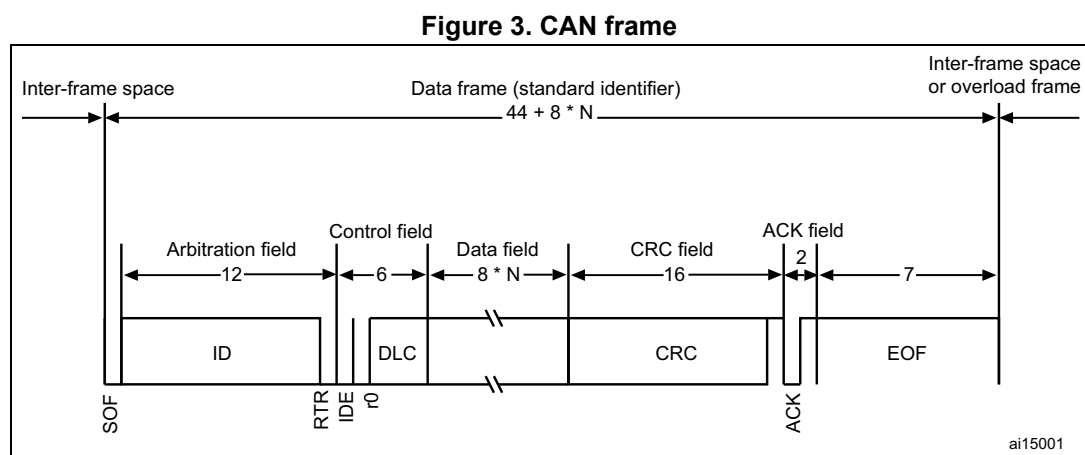 Figure 3. CAN frame
Inter-frame space
Data frame (standard identifier)
44 + 8 * N
Inter-frame space
or overload frame
Arbitration field
12
Control field
6
Data field
8 * N
CRC field
16
ACK field
2
7
ID
DLC
CRC
EOF
SOF
RTR
IDE
r0
ACK
ai15001